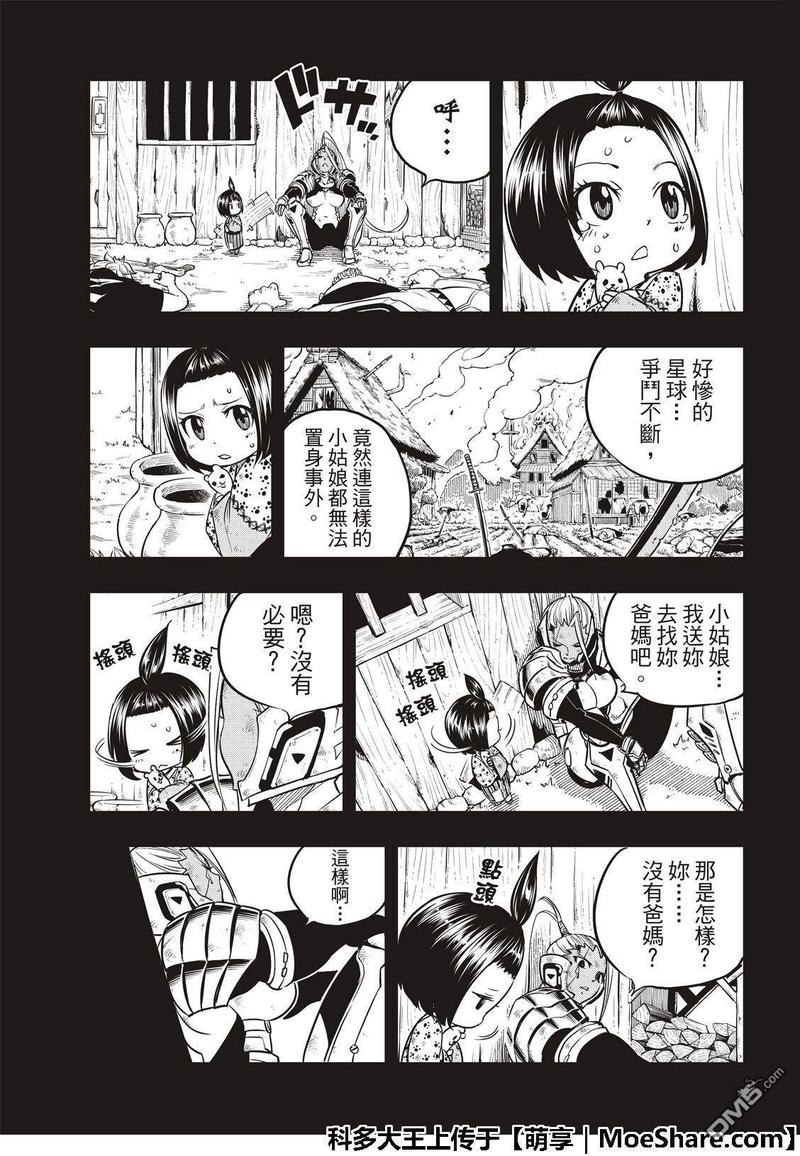 ドサッ
呼…
好慘的
星球…
爭鬥不斷，
竟然連這樣的
小姑娘都無法
置身事外。
小姑娘…
我送妳
去找妳
爸媽吧。
搖頭
搖頭
嗯？沒有
必要？
搖頭
搖頭
那是怎樣？
妳……
沒有爸媽？
點頭
這樣啊…
DM5.com
科多大王上传于【萌享 | MoeShare.com】